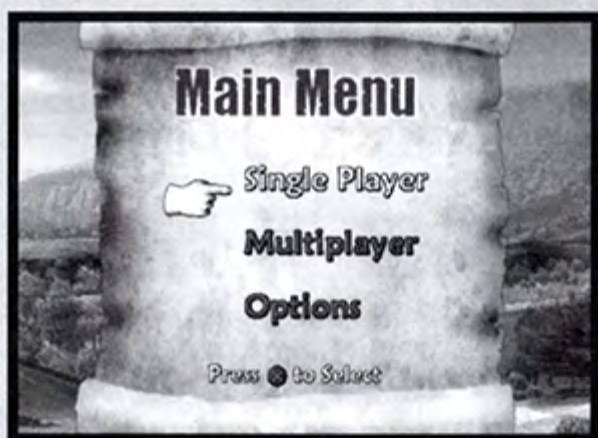 Main Menu
Single Player
Multiplayer
Options
Press ⊗ to Select